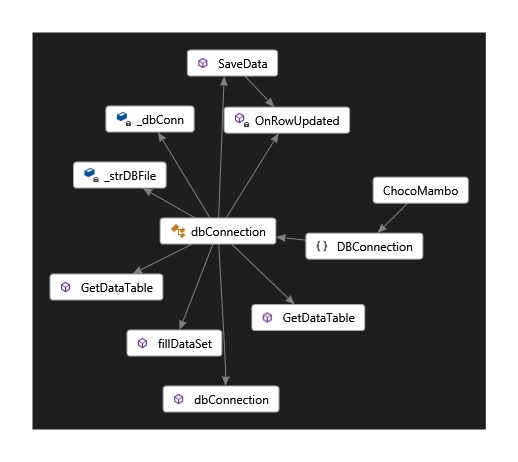 SaveData
_dbConn
OnRowUpdated
_strDBFile
ChocoMambo
dbConnection
{ } DBConnection
GetDataTable
GetDataTable
fillDataSet
dbConnection